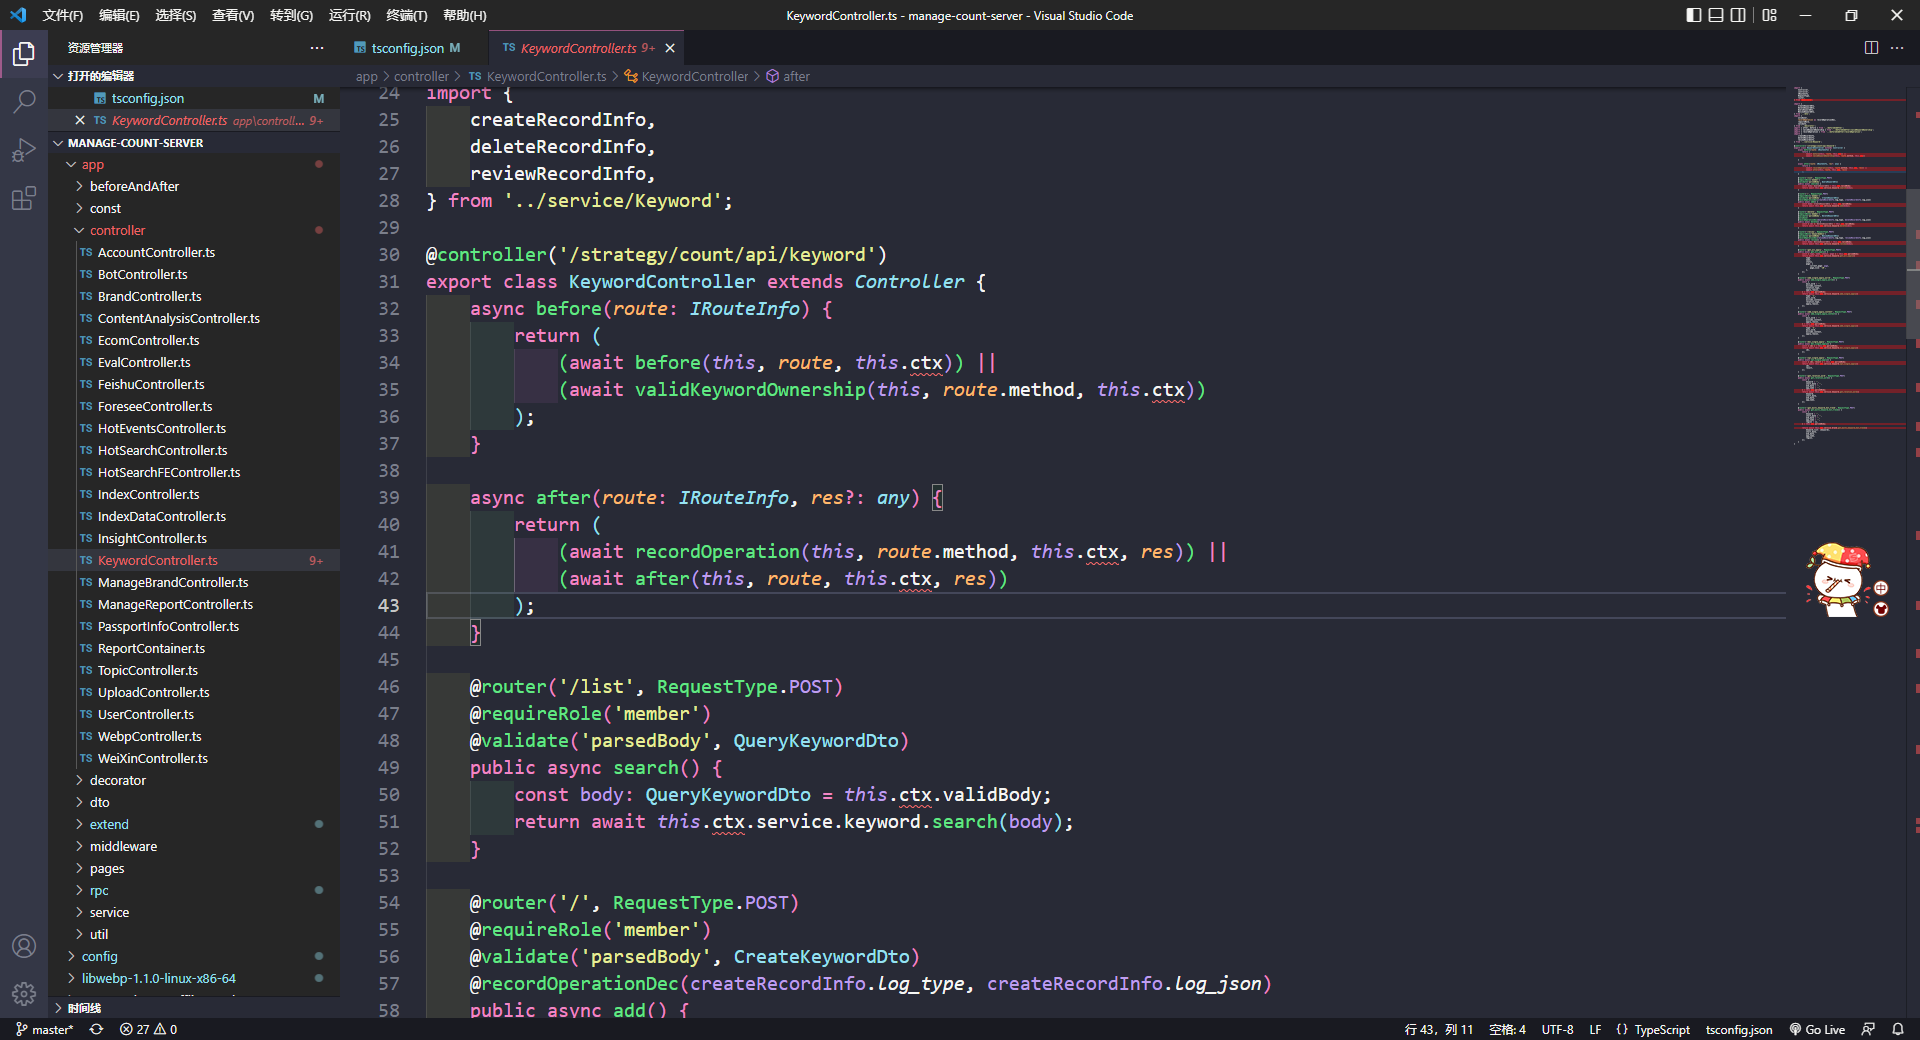 文件(F) 编辑(E) 选择(S) 查看(V) 转到(G) 运行(R) 终端(T) 帮助(H) KeywordController.ts - manage-count-server - Visual Studio Code
资源管理器 ··· tsconfig.json M TS KeywordController.ts 9+
app > controller > TS KeywordController.ts > KeywordController > after
打开的编辑器
tsconfig.json M
TS KeywordController.ts app\controll... 9+
MANAGE-COUNT-SERVER
app
beforeAndAfter
const
controller
TS AccountController.ts
TS BotController.ts
TS BrandController.ts
TS ContentAnalysisController.ts
TS EcomController.ts
TS EvalController.ts
TS FeishuController.ts
TS ForeseeController.ts
TS HotEventsController.ts
TS HotSearchController.ts
TS HotSearchFEController.ts
TS IndexController.ts
TS IndexDataController.ts
TS InsightController.ts
TS KeywordController.ts 9+
TS ManageBrandController.ts
TS ManageReportController.ts
TS PassportInfoController.ts
TS ReportContainer.ts
TS TopicController.ts
TS UploadController.ts
TS UserController.ts
TS WebpController.ts
TS WeiXinController.ts
decorator
dto
extend
middleware
pages
rpc
service
util
config
libwebp-1.1.0-linux-x86-64
时间线
24 import {
25 createRecordInfo,
26 deleteRecordInfo,
27 reviewRecordInfo,
28 } from '../service/Keyword';
29
30 @controller('/strategy/count/api/keyword')
31 export class KeywordController extends Controller {
32 async before(route: IRouteInfo) {
33 return (
34 (await before(this, route, this.ctx)) ||
35 (await validKeywordOwnership(this, route.method, this.ctx))
36 );
37 }
38
39 async after(route: IRouteInfo, res?: any) {
40 return (
41 (await recordOperation(this, route.method, this.ctx, res)) ||
42 (await after(this, route, this.ctx, res))
43 );
44 }
45
46 @router('/list', RequestType.POST)
47 @requireRole('member')
48 @validate('parsedBody', QueryKeywordDto)
49 public async search() {
50 const body: QueryKeywordDto = this.ctx.validBody;
51 return await this.ctx.service.keyword.search(body);
52 }
53
54 @router('/', RequestType.POST)
55 @requireRole('member')
56 @validate('parsedBody', CreateKeywordDto)
57 @recordOperationDec(createRecordInfo.log_type, createRecordInfo.log_json)
58 public async add() {
中
master* 27 0 行 43, 列 11 空格: 4 UTF-8 LF {} TypeScript tsconfig.json Go Live